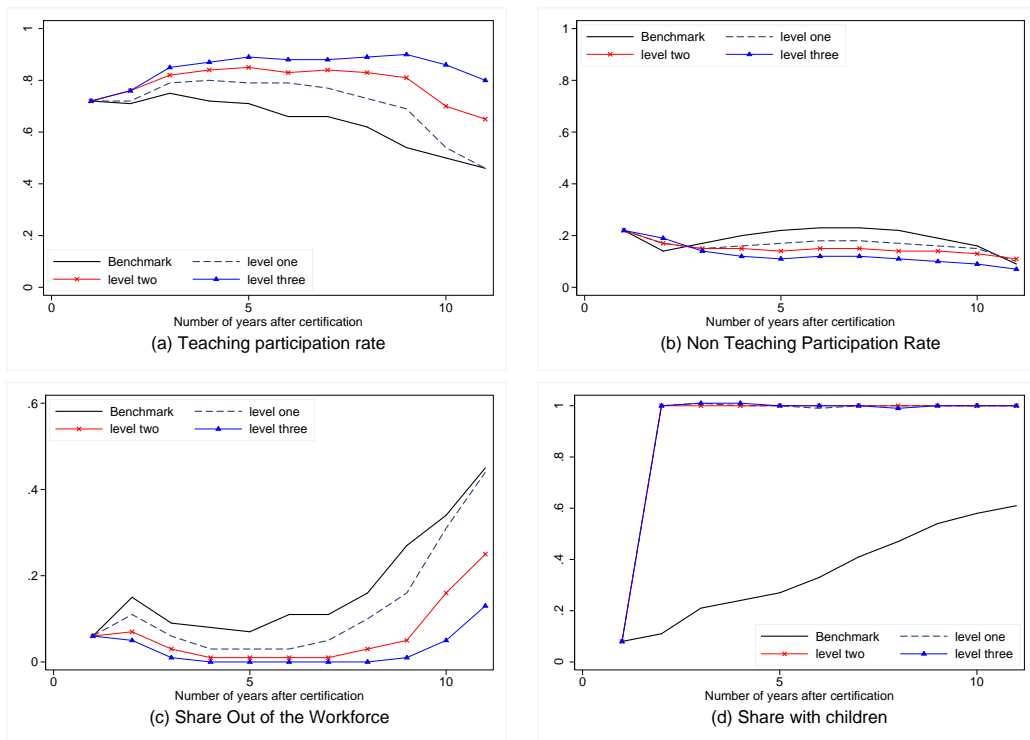 1
.8
.6
.4
.2
0
Benchmark
level one
level two
level three
0
5
10
Number of years after certification
(a) Teaching participation rate
1
.8
.6
.4
.2
0
Benchmark
level one
level two
level three
0
5
10
Number of years after certification
(b) Non Teaching Participation Rate
.6
.4
.2
0
Benchmark
level one
level two
level three
0
5
10
Number of years after certification
(c) Share Out of the Workforce
1
.8
.6
.4
.2
0
Benchmark
level one
level two
level three
0
5
10
Number of years after certification
(d) Share with children